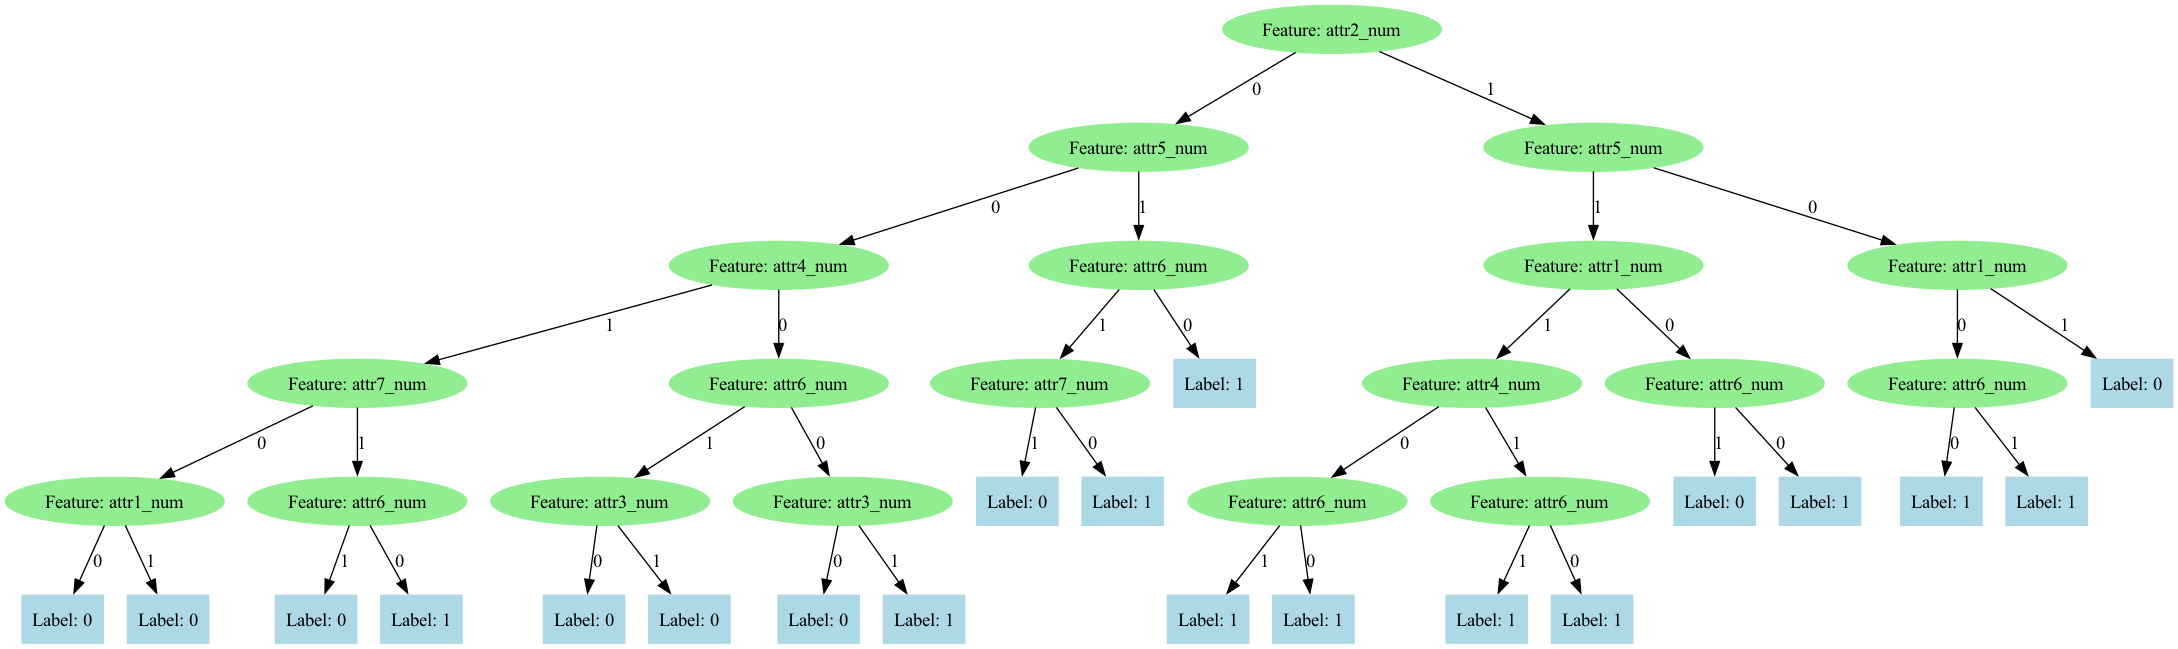 Feature: attr2_num
0
1
Feature: attr5_num
Feature: attr5_num
0
1
1
0
Feature: attr4_num
Feature: attr6_num
Feature: attr1_num
Feature: attr1_num
1
0
1
0
1
0
0
1
Feature: attr7_num
Feature: attr6_num
Feature: attr7_num
Label: 1
Feature: attr4_num
Feature: attr6_num
Feature: attr6_num
Label: 0
0
1
1
0
1
0
0
1
1
0
0
1
Feature: attr1_num
Feature: attr6_num
Feature: attr3_num
Feature: attr3_num
Label: 0
Label: 1
Feature: attr6_num
Feature: attr6_num
Label: 0
Label: 1
Label: 1
Label: 1
0
1
1
0
0
1
0
1
1
0
1
0
Label: 0
Label: 0
Label: 0
Label: 1
Label: 0
Label: 0
Label: 0
Label: 1
Label: 1
Label: 1
Label: 1
Label: 1